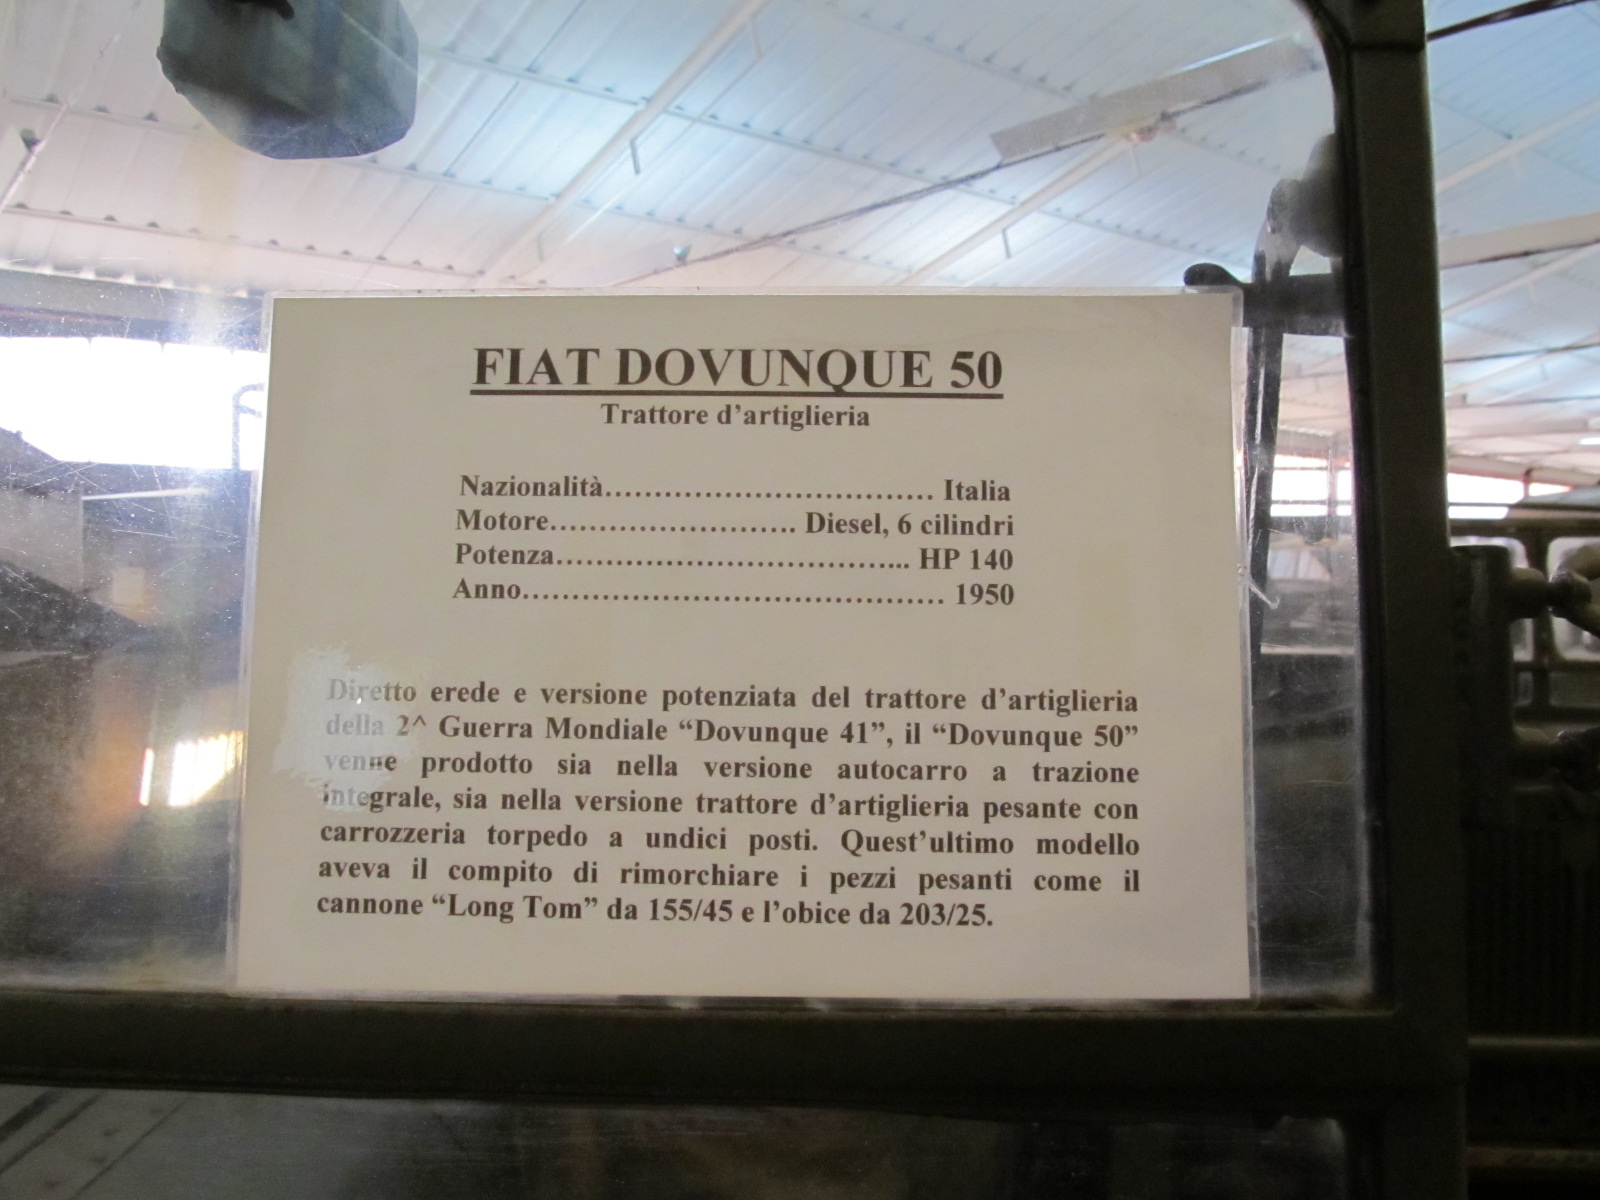 FIAT DOVUNQUE 50
Trattore d'artiglieria
Nazionalità................................. Italia
Motore......................... Diesel, 6 cilindri
Potenza.................................... HP 140
Anno........................................... 1950
Diretto erede e versione potenziata del trattore d'artiglieria
della 2^ Guerra Mondiale “Dovunque 41”, il “Dovunque 50”
venne prodotto sia nella versione autocarro a trazione
integrale, sia nella versione trattore d'artiglieria pesante con
carrozzeria torpedo a undici posti. Quest'ultimo modello
aveva il compito di rimorchiare i pezzi pesanti come il
cannone “Long Tom” da 155/45 e l'obice da 203/25.